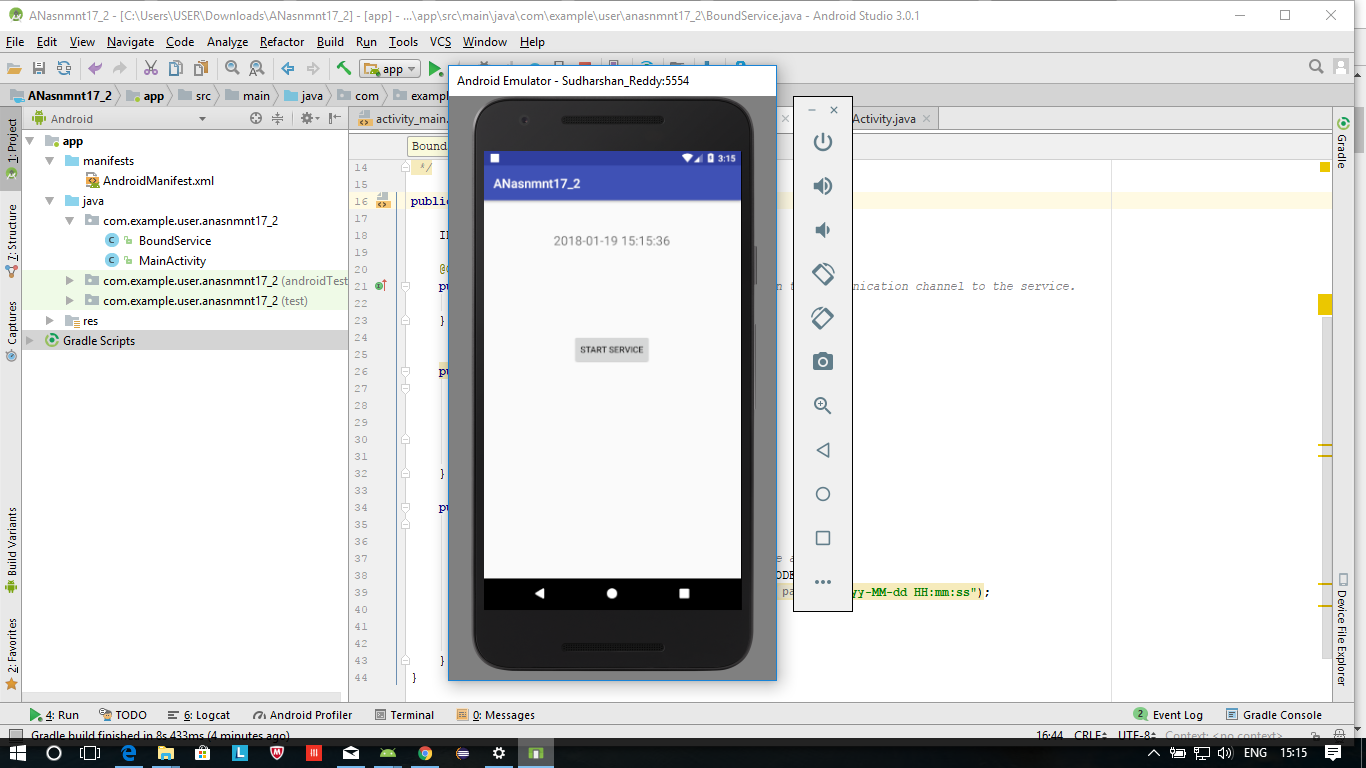 ANasnmnt17_2 - [C:\Users\USER\Downloads\ANasnmnt17_2] - [app] - ...\app\src\main\java\com\example\user\anasnmnt17_2\BoundService.java - Android Studio 3.0.1
File Edit View Navigate Code Analyze Refactor Build Run Tools VCS Window Help
app
Android Emulator - Sudharshan_Reddy:5554
ANasnmnt17_2 app src main java com
Android
activity_main.
Activity.java
1: Project
Z: Structure
Captures
Build Variants
2: Favorites
app
manifests
AndroidManifest.xml
java
com.example.user.anasnmnt17_2
BoundService
MainActivity
com.example.user.anasnmnt17_2 (androidTest
com.example.user.anasnmnt17_2 (test)
res
Gradle Scripts
14 */
15
16 public
17
18
19
20
21 nication channel to the service.
22
23 }
24
25
26
27
28
29
30
31
32 }
33
34
35
36
37
38
39 yy-MM-dd HH:mm:ss");
40
41
42
43 }
44 }
3:15
ANasnmnt17_2
2018-01-19 15:15:36
START SERVICE
Gradle
Device File Explorer
4: Run TODO 6: Logcat Android Profiler Terminal 0: Messages 2 Event Log Gradle Console
Gradle build finished in 8s 433ms (4 minutes ago) 16:44 CRLF UTF-8 Context: <no context>
ENG 15:15